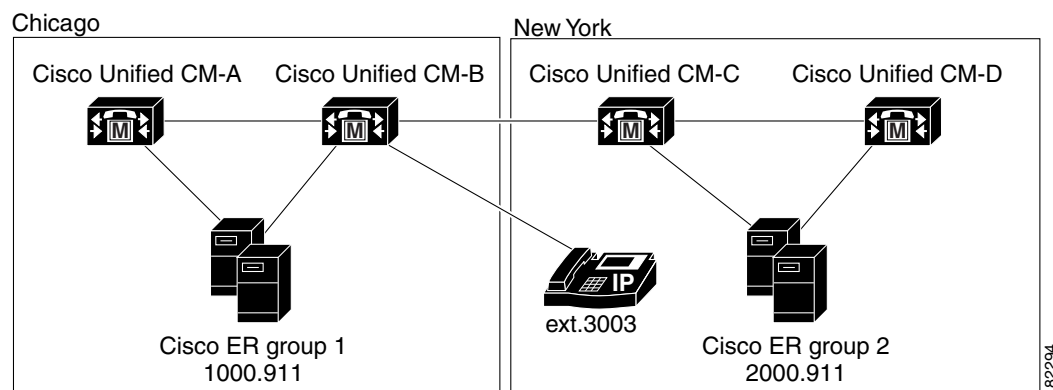 Chicago
New York
Cisco Unified CM-A
Cisco Unified CM-B
Cisco Unified CM-C
Cisco Unified CM-D
M
M
M
M
IP
ext.3003
Cisco ER group 1
1000.911
Cisco ER group 2
2000.911
82294